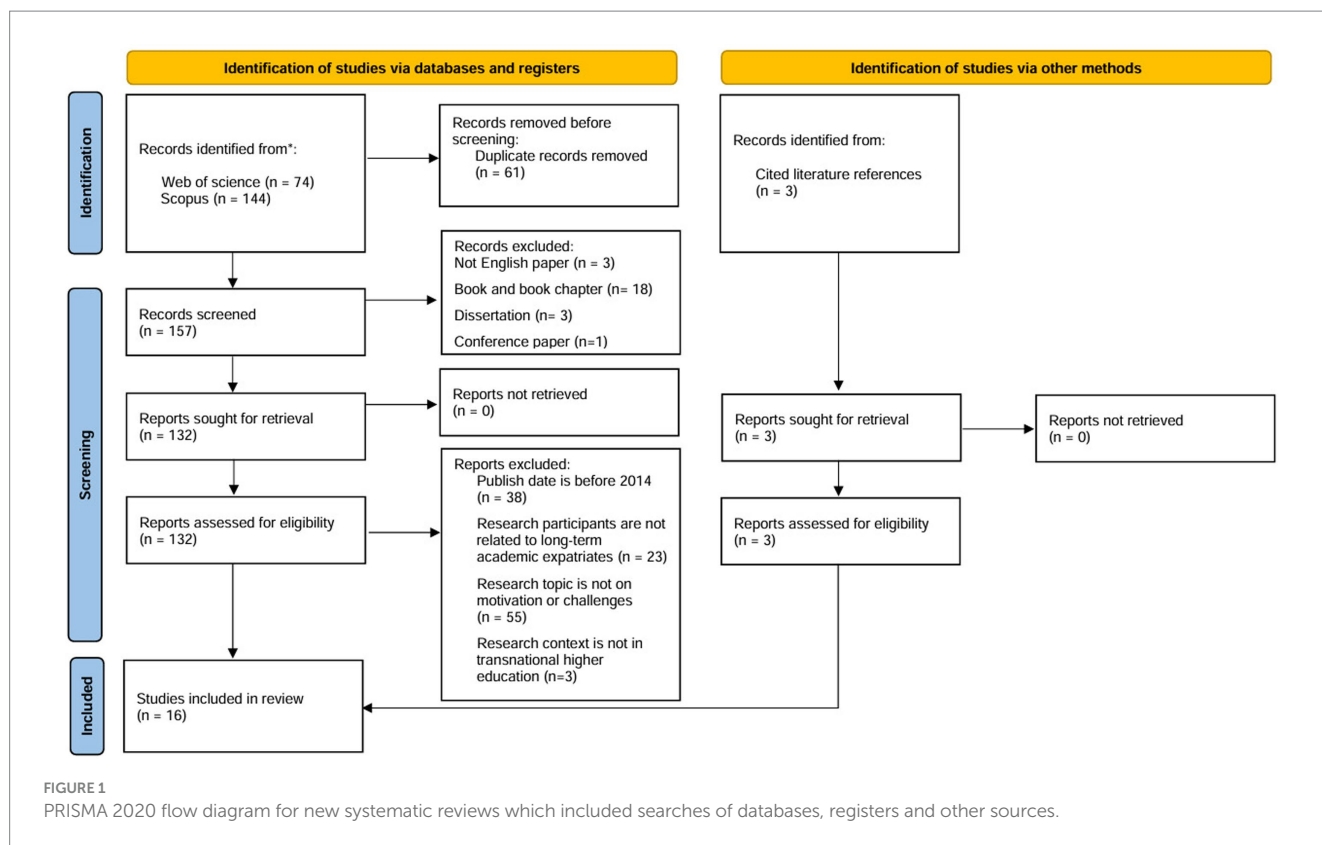 Identification of studies via databases and registers
Identification of studies via other methods
Identification
Records identified from*:
Web of science (n = 74)
Scopus (n = 144)
Records removed before
screening:
Duplicate records removed
(n = 61)
Records identified from:
Cited literature references
(n = 3)
Screening
Records screened
(n = 157)
Records excluded:
Not English paper (n = 3)
Book and book chapter (n= 18)
Dissertation (n= 3)
Conference paper (n=1)
Reports sought for retrieval
(n = 132)
Reports not retrieved
(n = 0)
Reports sought for retrieval
(n = 3)
Reports not retrieved
(n = 0)
Reports assessed for eligibility
(n = 132)
Reports excluded:
Publish date is before 2014
(n = 38)
Research participants are not
related to long-term
academic expatriates (n = 23)
Research topic is not on
motivation or challenges
(n = 55)
Research context is not in
transnational higher
education (n=3)
Reports assessed for eligibility
(n = 3)
Included
Studies included in review
(n = 16)
FIGURE 1
PRISMA 2020 flow diagram for new systematic reviews which included searches of databases, registers and other sources.